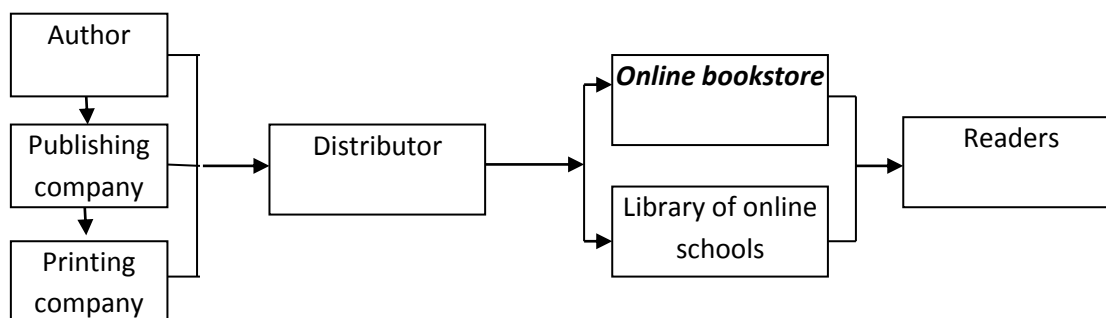 Author
Publishing
company
Printing
company
Distributor
Online bookstore
Library of online
schools
Readers